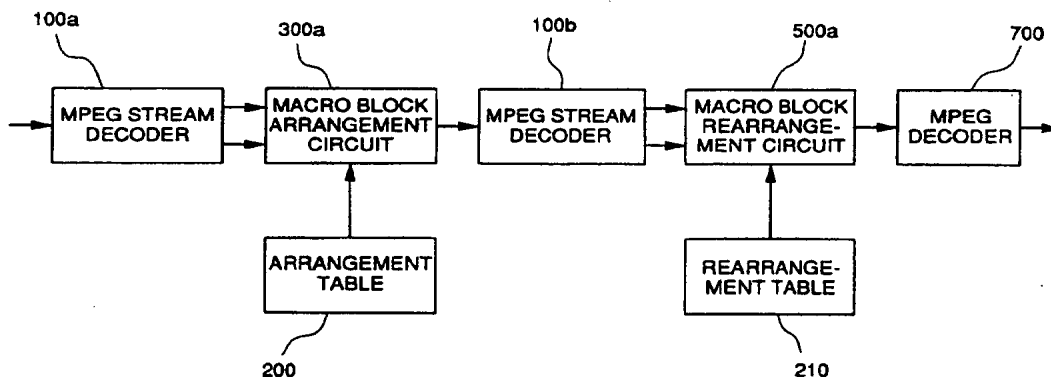 100a
300a
100b
500a
700
MPEG STREAM
DECODER
MACRO BLOCK
ARRANGEMENT
CIRCUIT
MPEG STREAM
DECODER
MACRO BLOCK
REARRANGE-
MENT CIRCUIT
MPEG
DECODER
ARRANGEMENT
TABLE
REARRANGE-
MENT TABLE
200
210